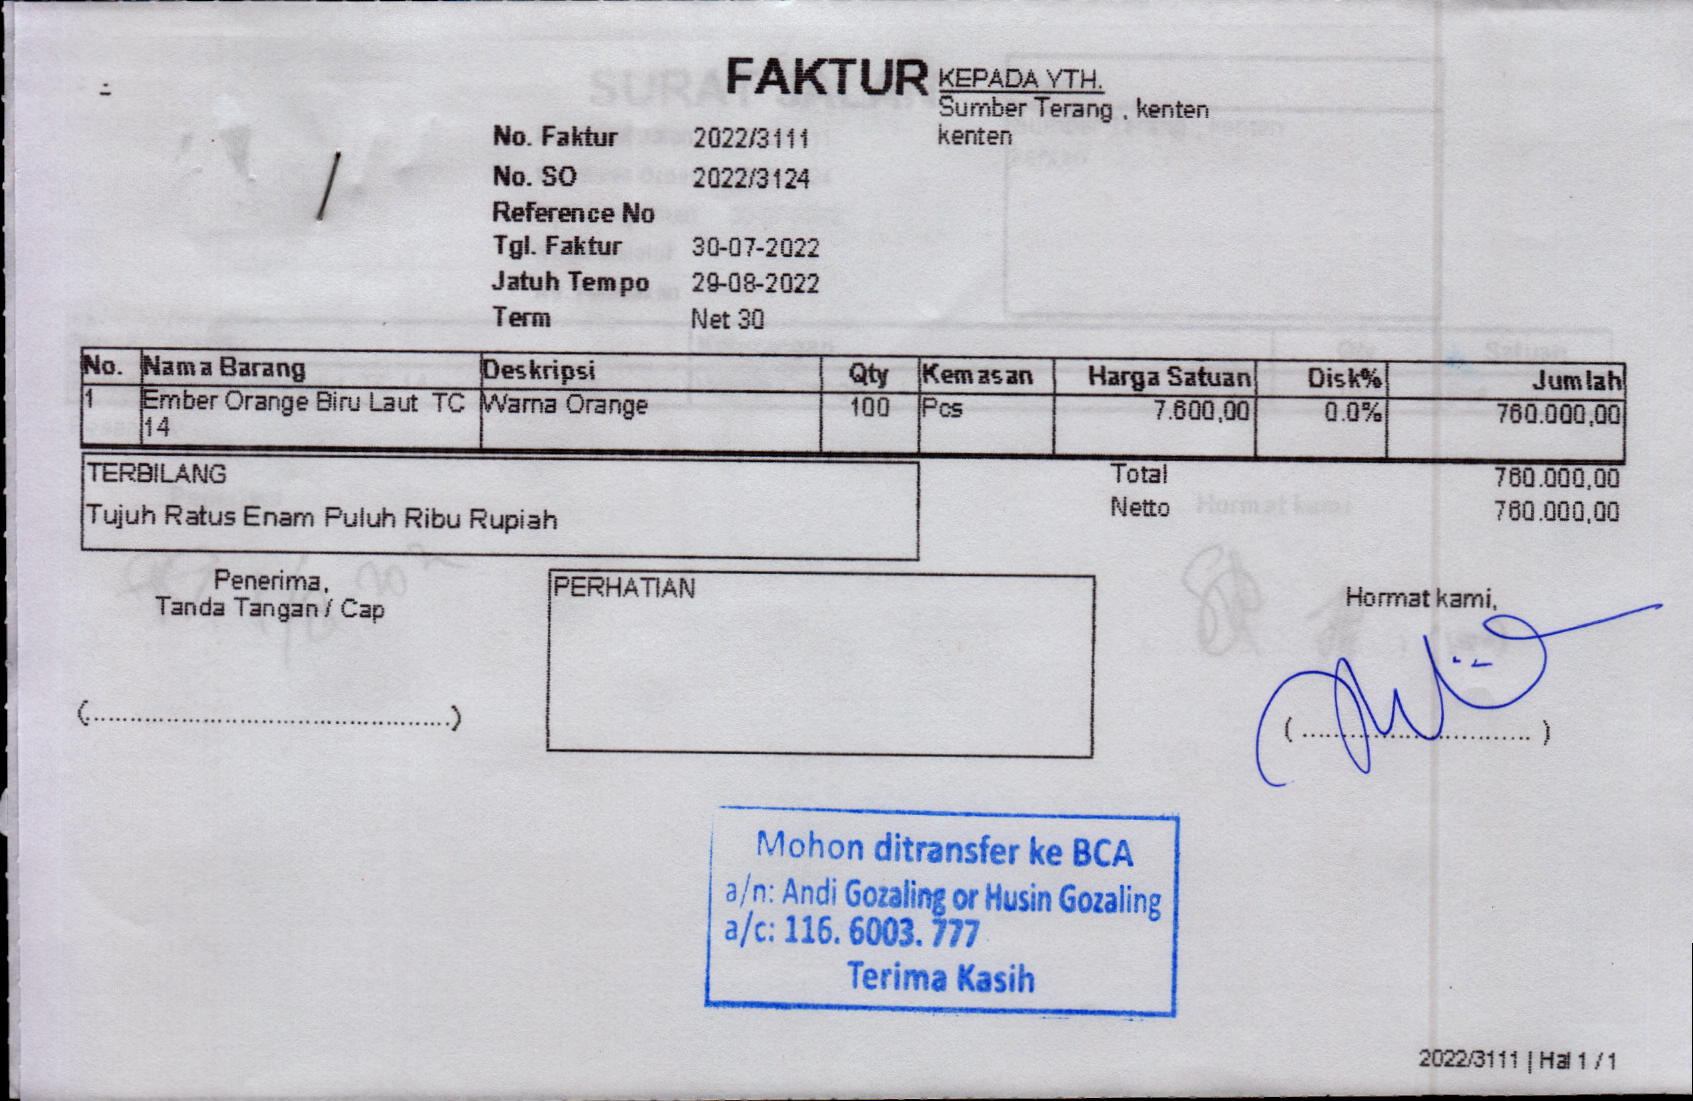 FAKTUR
KEPADA YTH.
Sumber Terang , kenten
kenten
No. Faktur 2022/3111
No. SO 2022/3124
Reference No
Tgl. Faktur 30-07-2022
Jatuh Tempo 29-08-2022
Term Net 30
No. Nama Barang Deskripsi Qty Kemasan Harga Satuan Disk% Jumlah
1 Ember Orange Biru Laut TC Warna Orange 100 Pcs 7.600,00 0.0% 760.000,00
14
TERBILANG
Tujuh Ratus Enam Puluh Ribu Rupiah
Total 760.000,00
Netto 760.000,00
Penerima,
Tanda Tangan / Cap
PERHATIAN
Hormat kami,
Mohon ditransfer ke BCA
a/n: Andi Gozaling or Husin Gozaling
a/c: 116. 6003. 777
Terima Kasih
2022/3111 | Hal 1 / 1